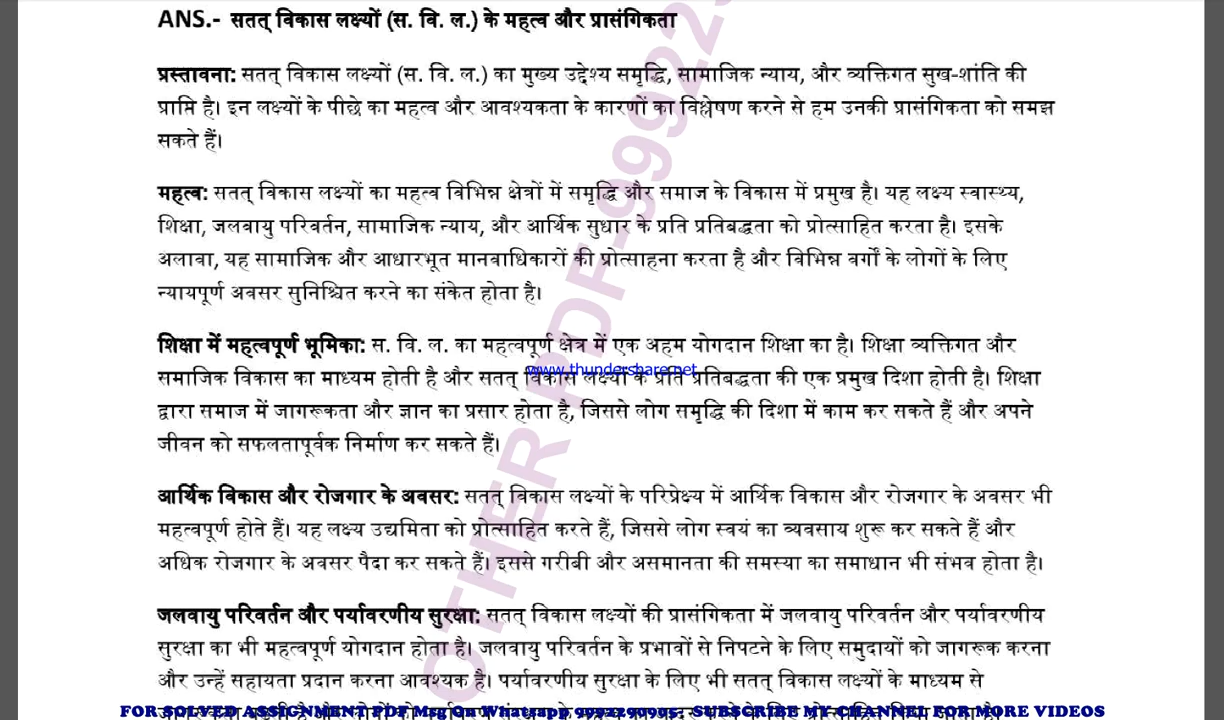 ANS.- सतत् विकास लक्ष्यों (स. वि. ल.) के महत्व और प्रासंगिकता
प्रस्तावना: सतत् विकास लक्ष्यों (स. वि. ल.) का मुख्य उद्देश्य समृद्धि, सामाजिक न्याय, और व्यक्तिगत सुख-शांति की
प्राप्ति है। इन लक्ष्यों के पीछे का महत्व और आवश्यकता के कारणों का विश्लेषण करने से हम उनकी प्रासंगिकता को समझ
सकते हैं।
महत्व: सतत् विकास लक्ष्यों का महत्व विभिन्न क्षेत्रों में समृद्धि और समाज के विकास में प्रमुख है। यह लक्ष्य स्वास्थ्य,
शिक्षा, जलवायु परिवर्तन, सामाजिक न्याय, और आर्थिक सुधार के प्रति प्रतिबद्धता को प्रोत्साहित करता है। इसके
अलावा, यह सामाजिक और आधारभूत मानवाधिकारों की प्रोत्साहना करता है और विभिन्न वर्गों के लोगों के लिए
न्यायपूर्ण अवसर सुनिश्चित करने का संकेत होता है।
शिक्षा में महत्वपूर्ण भूमिका: स. वि. ल. का महत्वपूर्ण क्षेत्र में एक अहम योगदान शिक्षा का है। शिक्षा व्यक्तिगत और
www.thundershare.net
समाजिक विकास का माध्यम होती है और सतत् विकास लक्ष्यों के प्रति प्रतिबद्धता की एक प्रमुख दिशा होती है। शिक्षा
द्वारा समाज में जागरूकता और ज्ञान का प्रसार होता है, जिससे लोग समृद्धि की दिशा में काम कर सकते हैं और अपने
जीवन को सफलतापूर्वक निर्माण कर सकते हैं।
आर्थिक विकास और रोजगार के अवसर: सतत् विकास लक्ष्यों के परिप्रेक्ष्य में आर्थिक विकास और रोजगार के अवसर भी
महत्वपूर्ण होते हैं। यह लक्ष्य उद्यमिता को प्रोत्साहित करते हैं, जिससे लोग स्वयं का व्यवसाय शुरू कर सकते हैं और
अधिक रोजगार के अवसर पैदा कर सकते हैं। इससे गरीबी और असमानता की समस्या का समाधान भी संभव होता है।
जलवायु परिवर्तन और पर्यावरणीय सुरक्षा: सतत् विकास लक्ष्यों की प्रासंगिकता में जलवायु परिवर्तन और पर्यावरणीय
सुरक्षा का भी महत्वपूर्ण योगदान होता है। जलवायु परिवर्तन के प्रभावों से निपटने के लिए समुदायों को जागरूक करना
और उन्हें सहायता प्रदान करना आवश्यक है। पर्यावरणीय सुरक्षा के लिए भी सतत् विकास लक्ष्यों के माध्यम से
FOR SOLVED ASSIGNMENT PDF Msg On Whatsapp 9992290995. SUBSCRIBE MY CHANNEL FOR MORE VIDEOS
OTHER PDF-999229